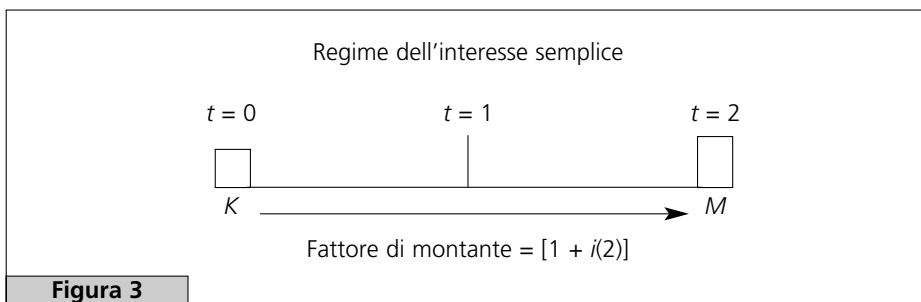 Regime dell'interesse semplice
t = 0 t = 1 t = 2
K M
Fattore di montante = [1 + i(2)]
Figura 3